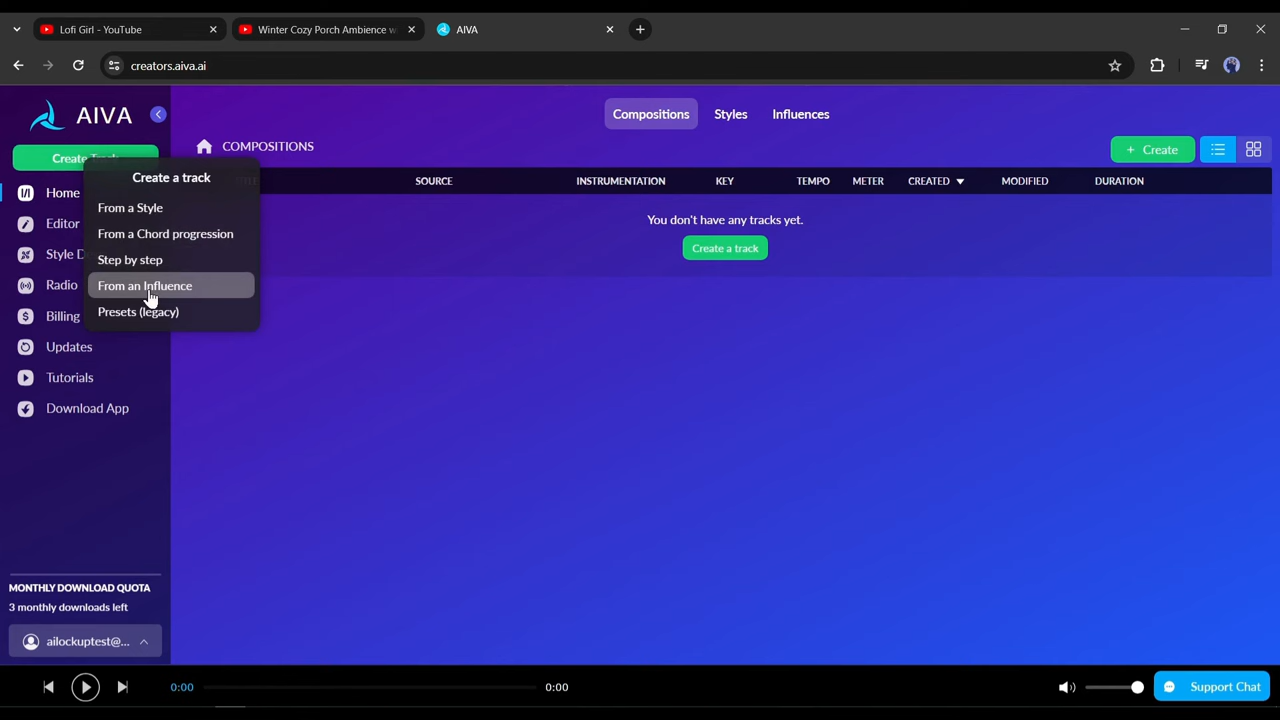 Lofi Girl - YouTube
Winter Cozy Porch Ambience w
AIVA
creators.aiva.ai
AIVA
Compositions
Styles
Influences
COMPOSITIONS
+ Create
Create
Create a track
From a Style
From a Chord progression
Step by step
From an Influence
Presets (legacy)
Home
Editor
Style D
Radio
Billing
Updates
Tutorials
Download App
SOURCE
INSTRUMENTATION
KEY
TEMPO
METER
CREATED
MODIFIED
DURATION
You don't have any tracks yet.
Create a track
MONTHLY DOWNLOAD QUOTA
3 monthly downloads left
ailockuptest@...
0:00
0:00
Support Chat